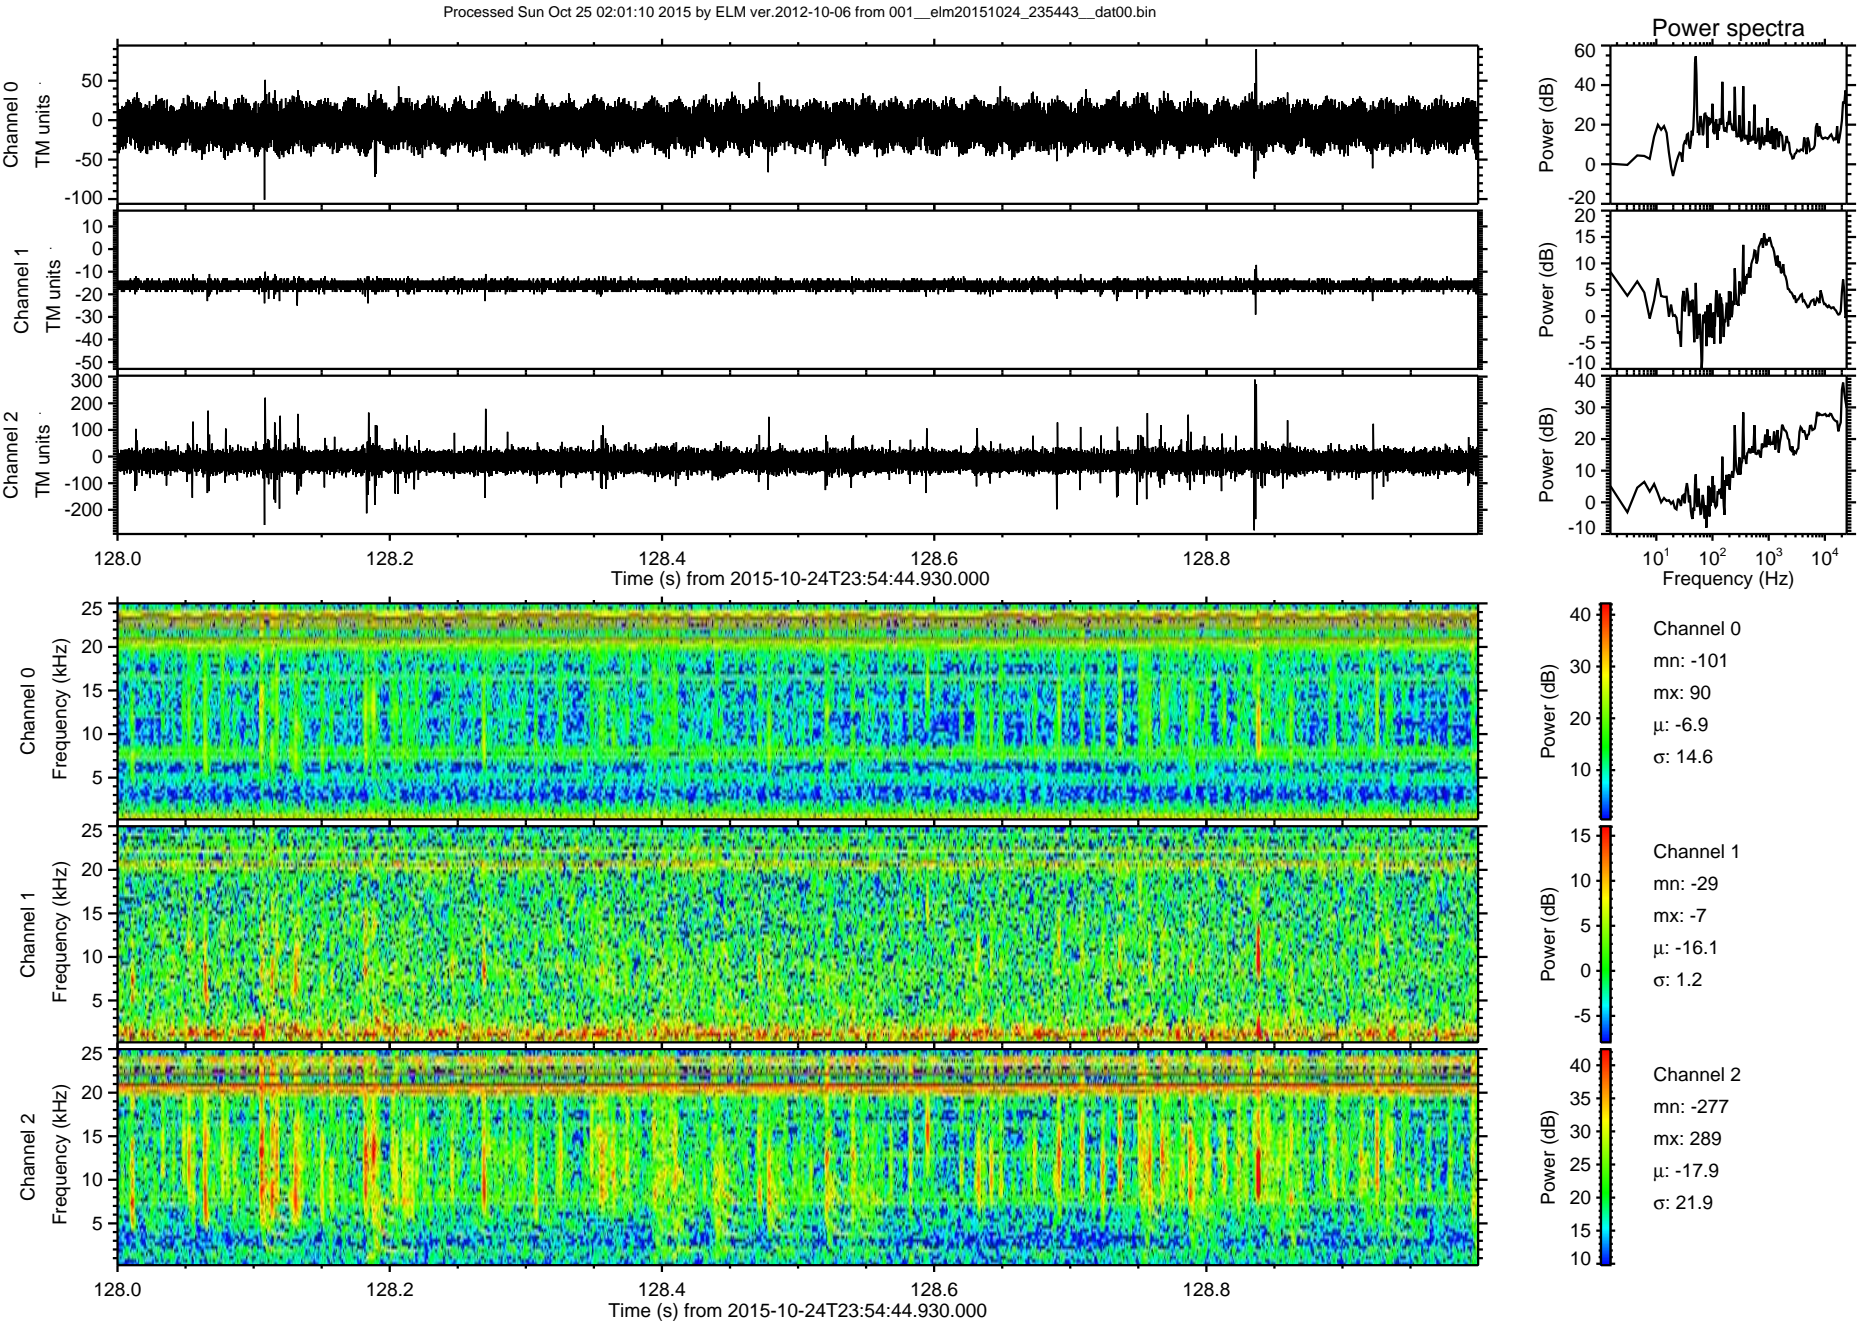 Processed Sun Oct 25 02:01:10 2015 by ELM ver.2012-10-06 from 001__elm20151024_235443__dat00.bin
Power spectra
Channel 0
TM units
50
0
-50
-100
Power (dB)
60
40
20
0
-20
Channel 1
TM units
10
0
-10
-20
-30
-40
-50
Power (dB)
20
15
10
5
0
-5
-10
Channel 2
TM units
300
200
100
0
-100
-200
Power (dB)
40
30
20
10
0
-10
128.0 128.2 128.4 128.6 128.8
Time (s) from 2015-10-24T23:54:44.930.000
10¹ 10² 10³ 10⁴
Frequency (Hz)
Channel 0
Frequency (kHz)
25
20
15
10
5
Power (dB)
40
30
20
10
Channel 0
mn: -101
mx: 90
μ: -6.9
σ: 14.6
Channel 1
Frequency (kHz)
25
20
15
10
5
Power (dB)
15
10
5
0
-5
Channel 1
mn: -29
mx: -7
μ: -16.1
σ: 1.2
Channel 2
Frequency (kHz)
25
20
15
10
5
Power (dB)
40
35
30
25
20
15
10
Channel 2
mn: -277
mx: 289
μ: -17.9
σ: 21.9
128.0 128.2 128.4 128.6 128.8
Time (s) from 2015-10-24T23:54:44.930.000